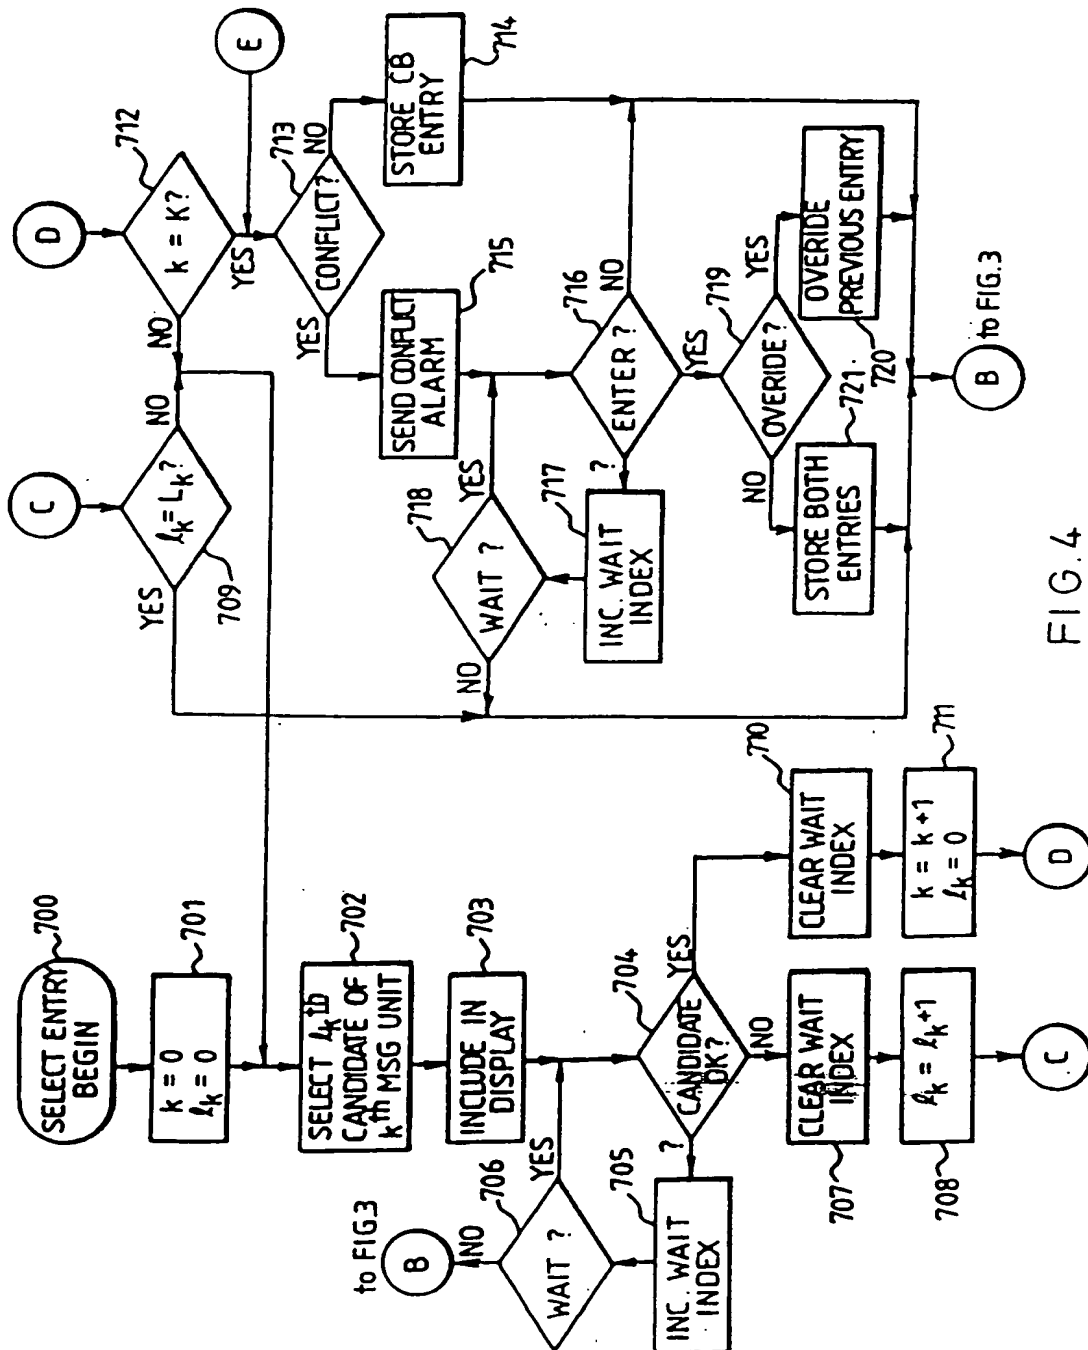 SELECT ENTRY
BEGIN
700
k = 0
ℓk = 0
701
SELECT ℓk th
CANDIDATE OF
kth MSG UNIT
702
INCLUDE IN
DISPLAY
703
CANDIDATE
OK?
704
YES
NO
?
INC. WAIT
INDEX
705
WAIT ?
706
YES
NO
B
to FIG.3
CLEAR WAIT
INDEX
707
ℓk = ℓk+1
708
C
CLEAR WAIT
INDEX
710
k = k+1
ℓk = 0
711
D
C
ℓk = Lk?
709
YES
NO
D
k = K?
712
NO
YES
E
CONFLICT?
713
YES
NO
STORE CB
ENTRY
714
SEND CONFLICT
ALARM
715
ENTER ?
716
NO
YES
?
INC. WAIT
INDEX
717
WAIT ?
718
YES
NO
OVERIDE?
719
NO
YES
STORE BOTH
ENTRIES
721
OVERIDE
PREVIOUS ENTRY
720
B
to FIG.3
FIG.4